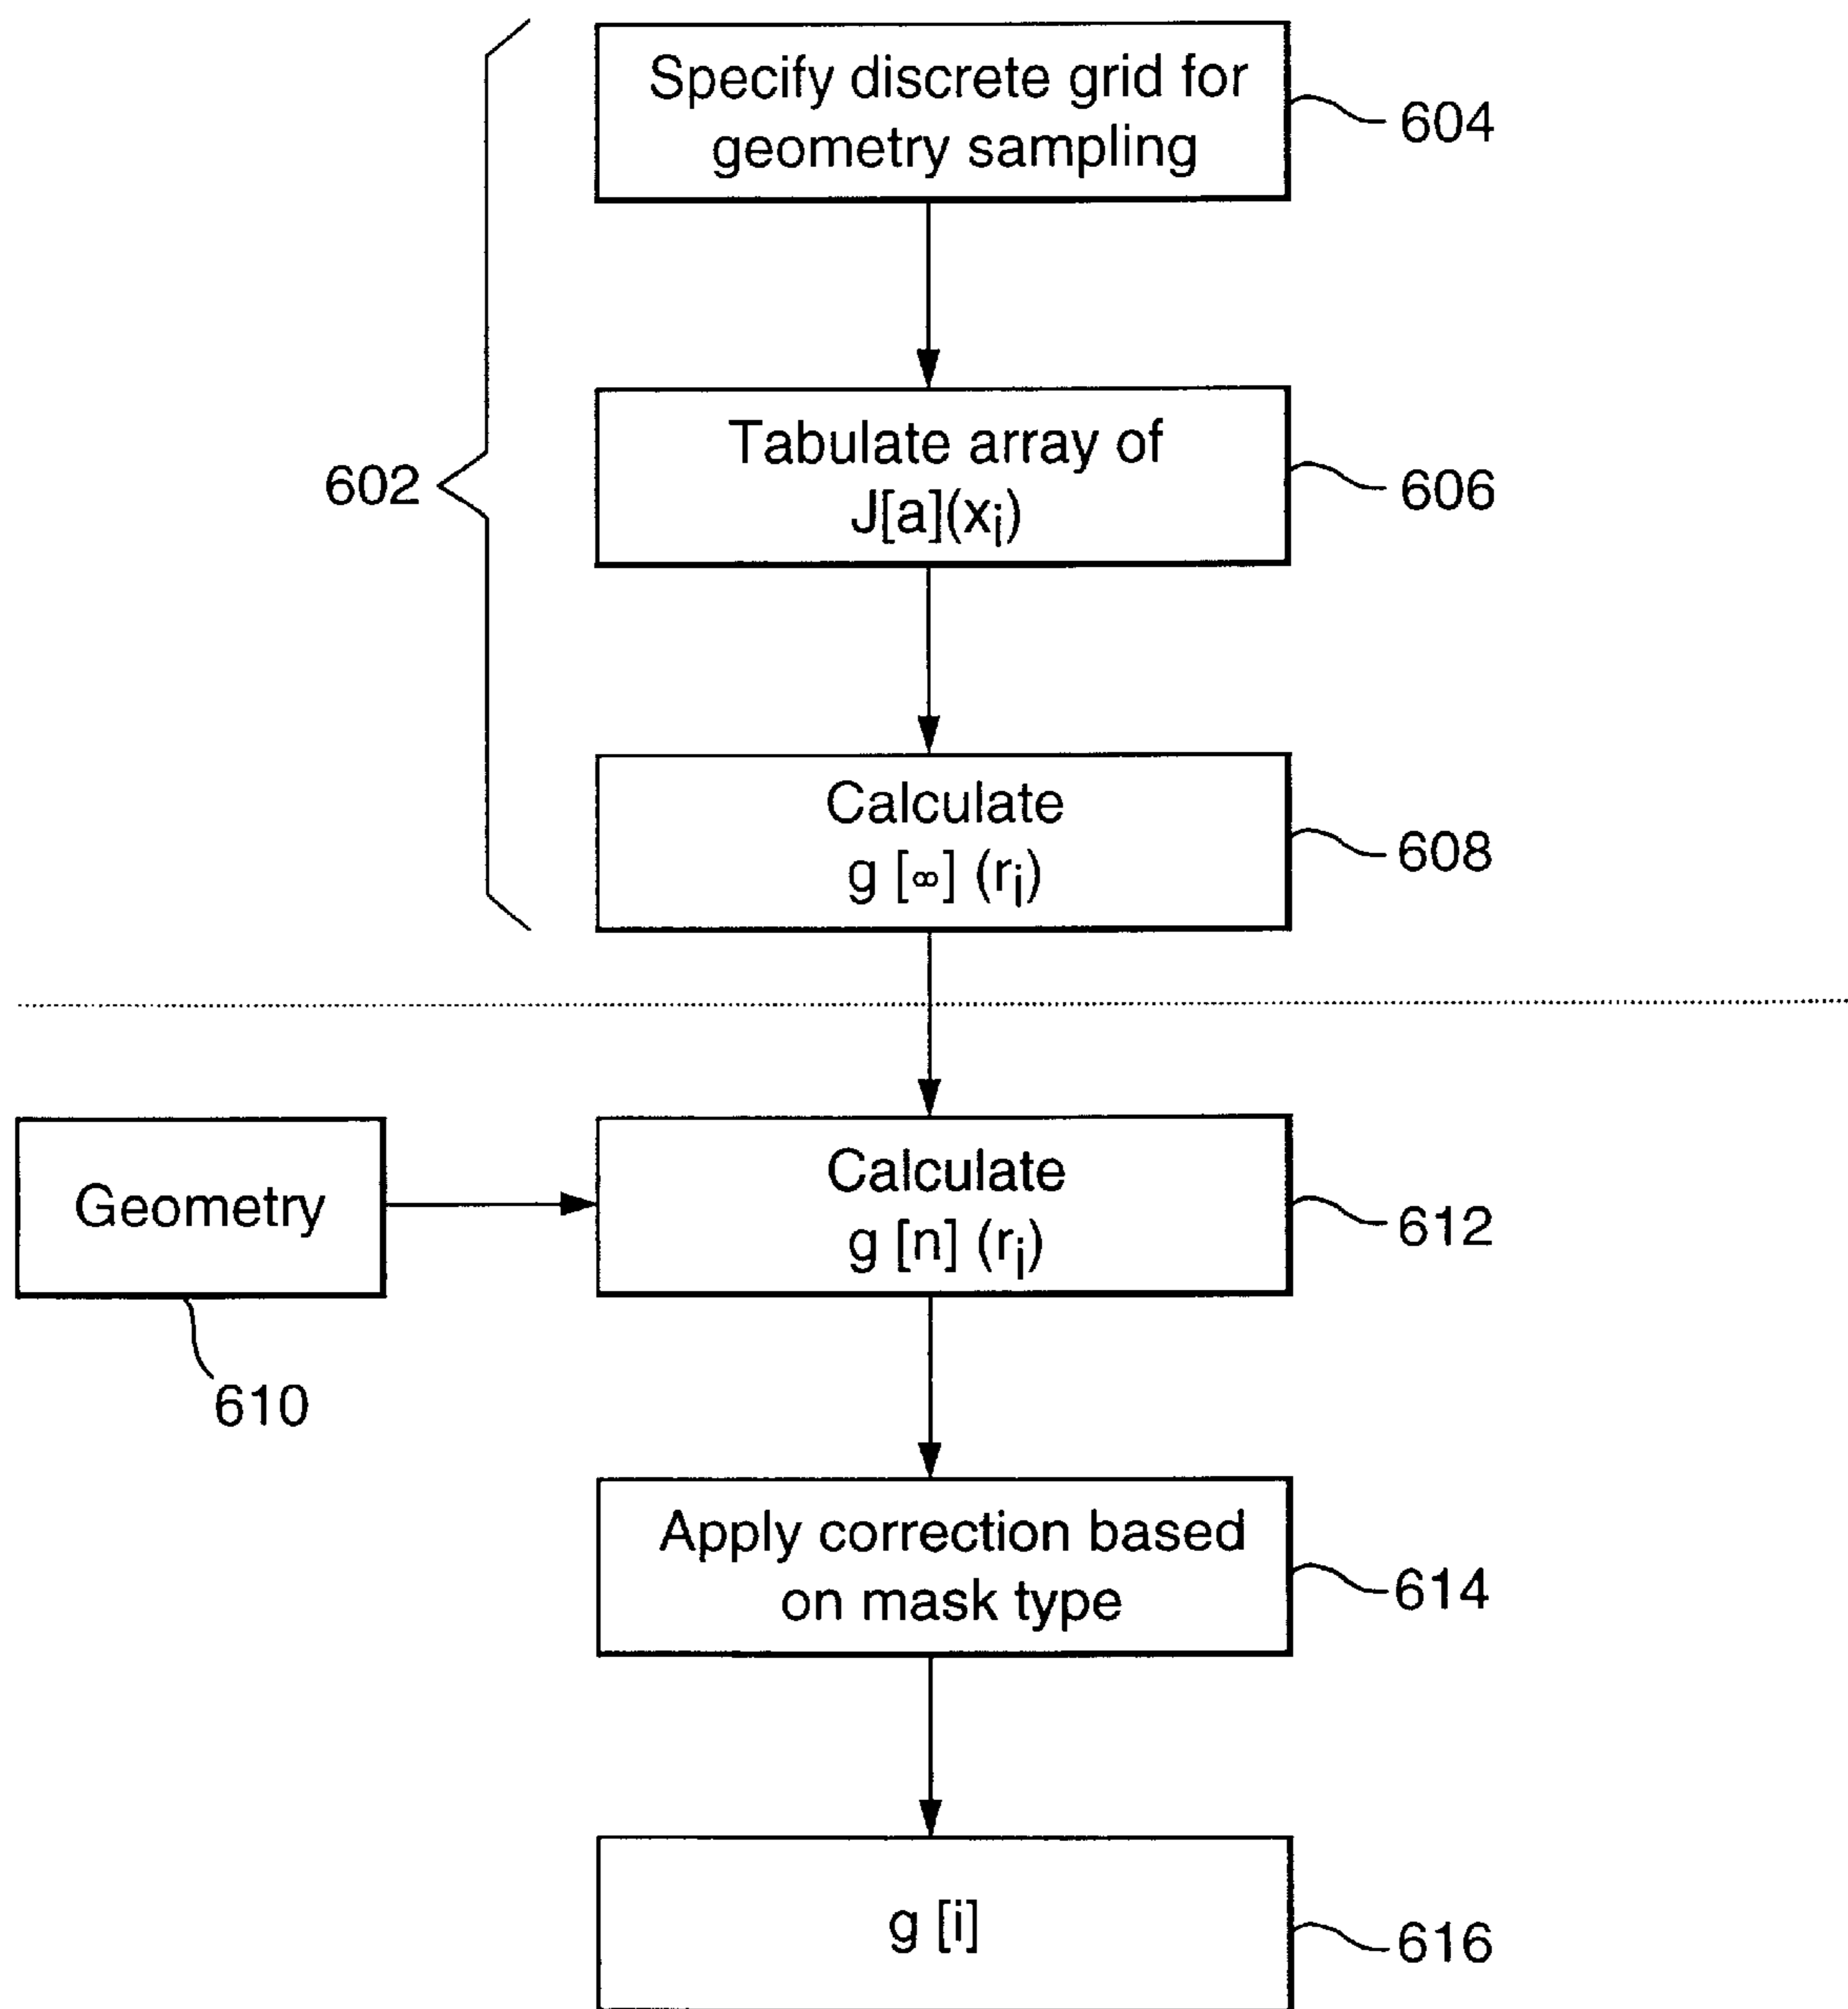 Specify discrete grid for
geometry sampling
604
Tabulate array of
J[a](xᵢ)
606
602
Calculate
g [∞] (rᵢ)
608
Geometry
610
Calculate
g [n] (rᵢ)
612
Apply correction based
on mask type
614
g [i]
616